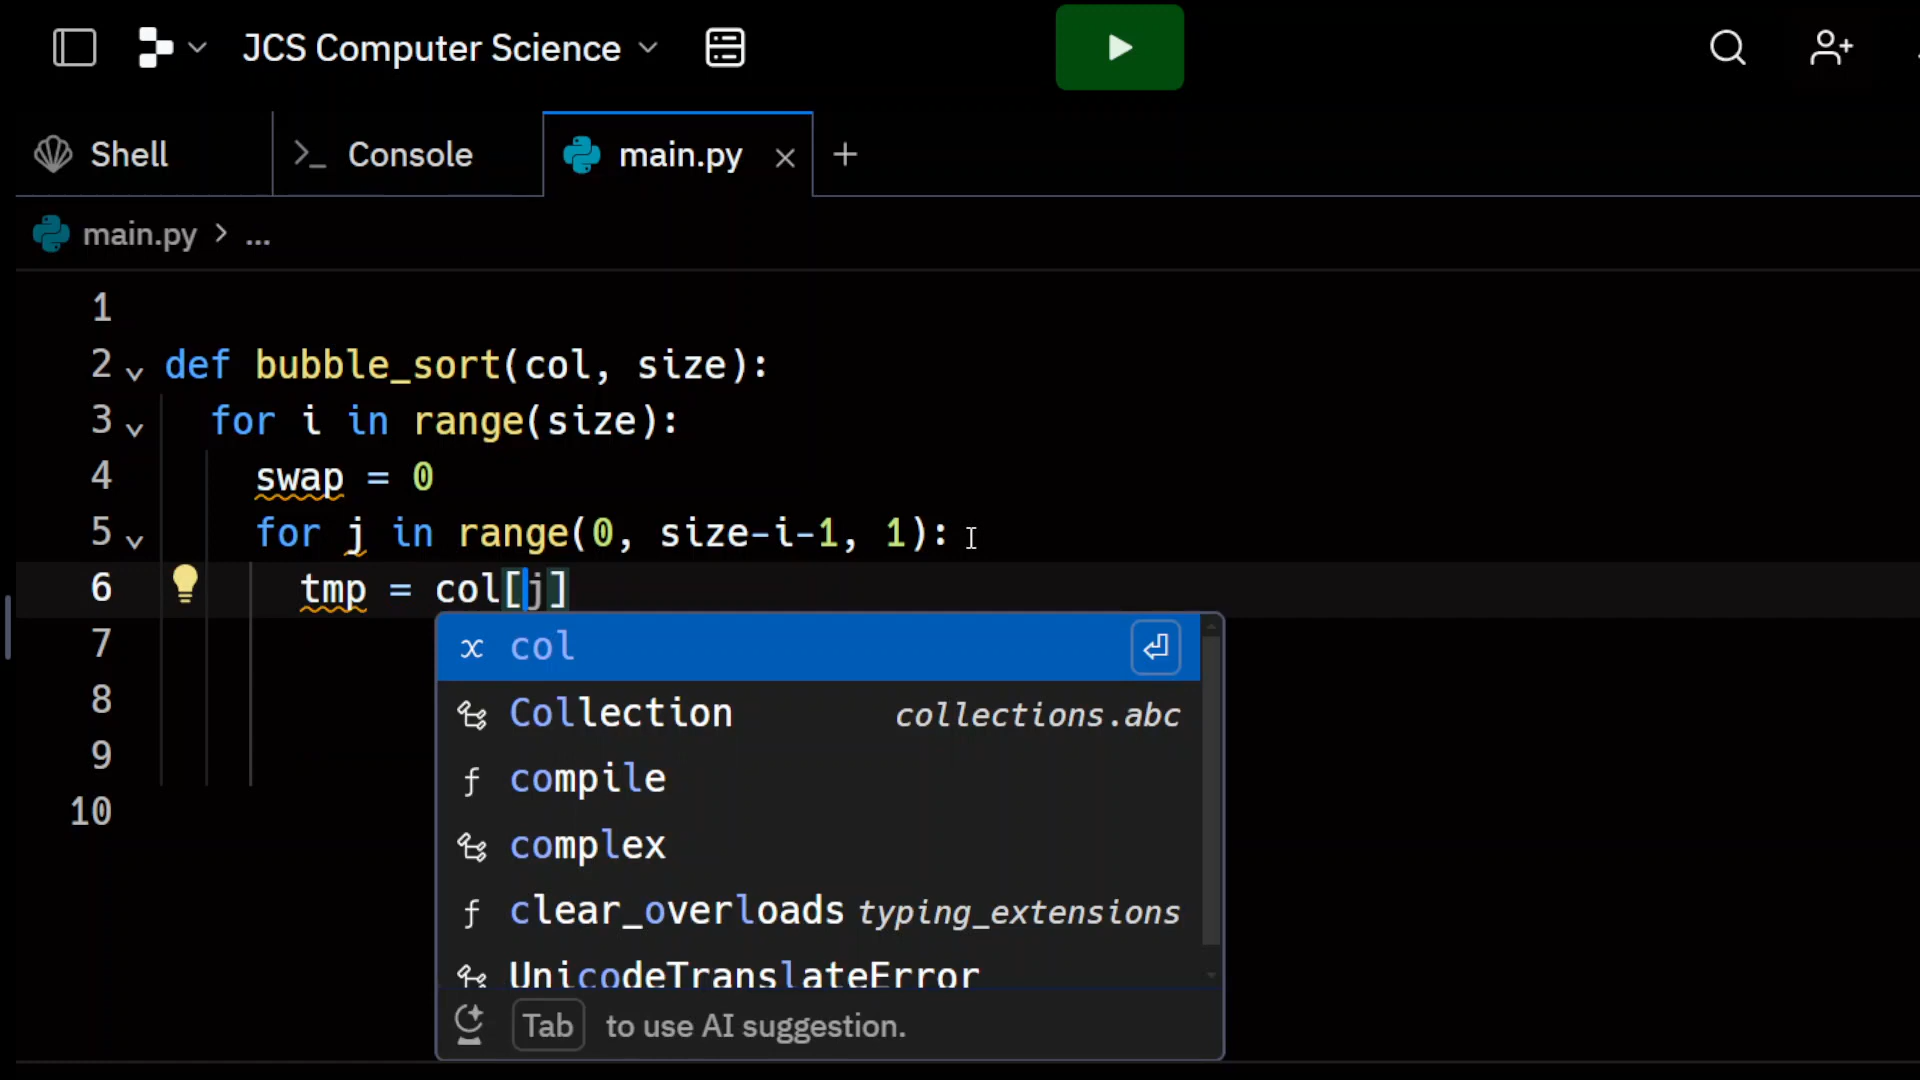 JCS Computer Science
Shell
>_ Console
main.py × +
main.py > ...
1
2 def bubble_sort(col, size):
3 for i in range(size):
4 swap = 0
5 for j in range(0, size-i-1, 1):
6 tmp = col[j]
7
8
9
10
x col
Collection collections.abc
f compile
complex
f clear_overloads typing_extensions
UnicodeTranslateError
Tab to use AI suggestion.